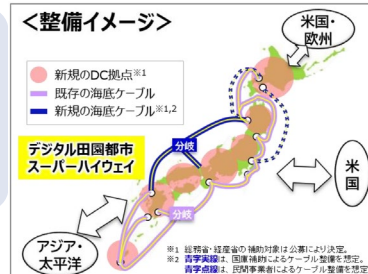 ＜整備イメージ＞
米国・
欧州
新規のDC拠点※1
既存の海底ケーブル
新規の海底ケーブル※1,2
デジタル田園都市
スーパーハイウェイ
分岐
分岐
米
国
アジア・
太平洋
※1 総務省・経産省の補助対象は公募により決定。
※2 青字実線は、国庫補助によるケーブル整備を想定。
青字点線は、民間事業者によるケーブル整備を想定